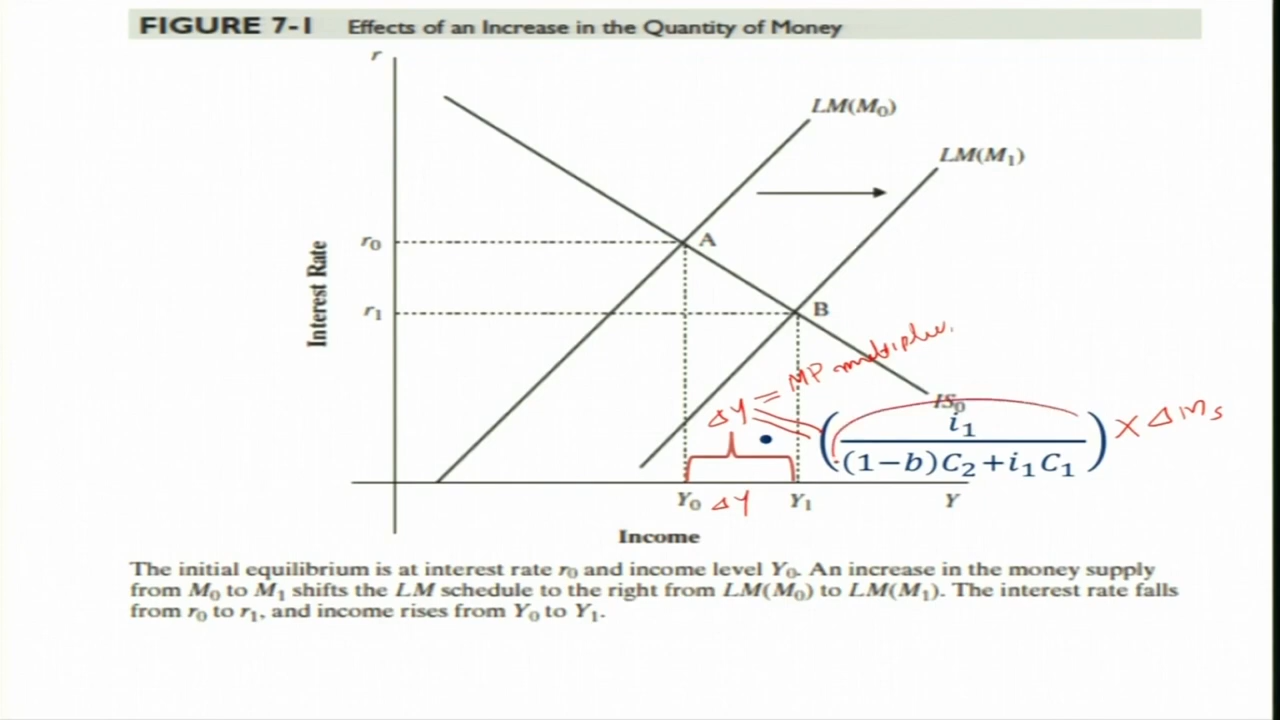 FIGURE 7-1 Effects of an Increase in the Quantity of Money
r
LM(M₀)
LM(M₁)
r₀
A
r₁
B
Interest Rate
ΔY = MP multiplier.
IS₀
(i₁ / ((1−b)C₂+i₁C₁)) × ΔMs
Y₀ ΔY Y₁ Y
Income
The initial equilibrium is at interest rate r₀ and income level Y₀. An increase in the money supply
from M₀ to M₁ shifts the LM schedule to the right from LM(M₀) to LM(M₁). The interest rate falls
from r₀ to r₁, and income rises from Y₀ to Y₁.